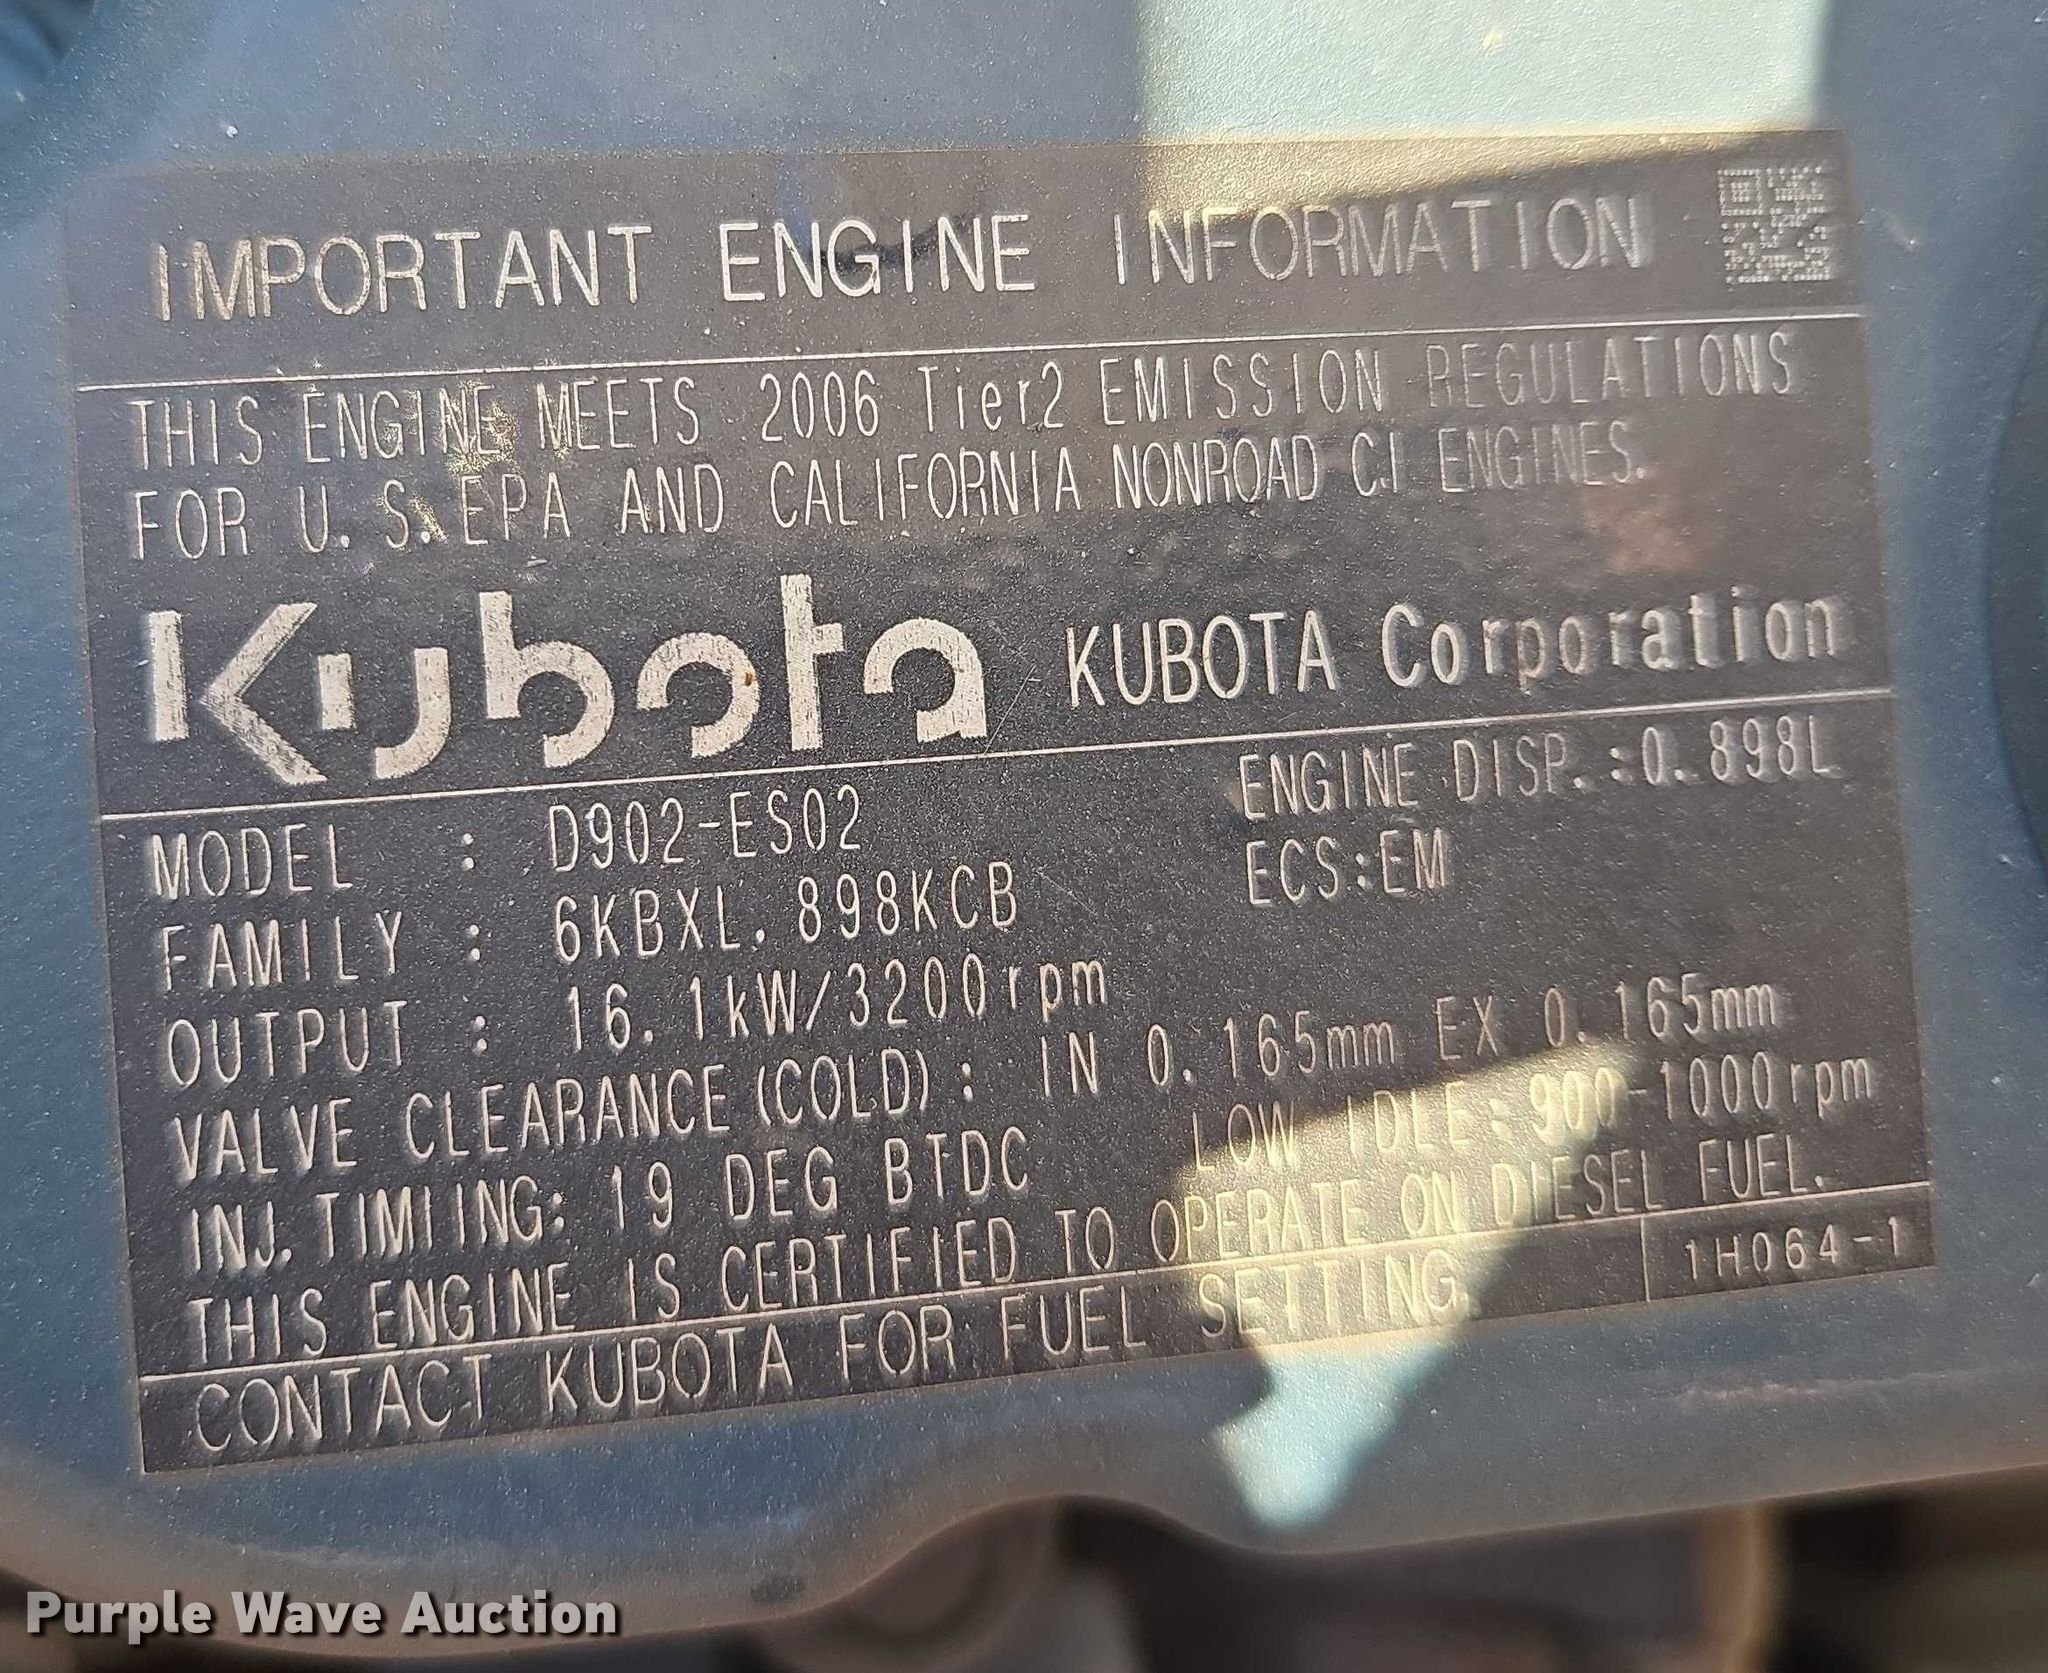 IMPORTANT ENGINE INFORMATION
THIS ENGINE MEETS 2006 Tier2 EMISSION REGULATIONS
FOR U.S.EPA AND CALIFORNIA NONROAD C.I ENGINES.
Kubota KUBOTA Corporation
MODEL : D902-ES02 ENGINE DISP.:0.898L
FAMILY : 6KBXL.898KCB ECS:EM
OUTPUT : 16.1kW/3200rpm
VALVE CLEARANCE(COLD): IN 0.165mm EX 0.165mm
INJ.TIMIING: 19 DEG BTDC LOW IDLE:900-1000rpm
THIS ENGINE IS CERTIFIED TO OPERATE ON DIESEL FUEL.
CONTACT KUBOTA FOR FUEL SETTING. 1H064-1
Purple Wave Auction